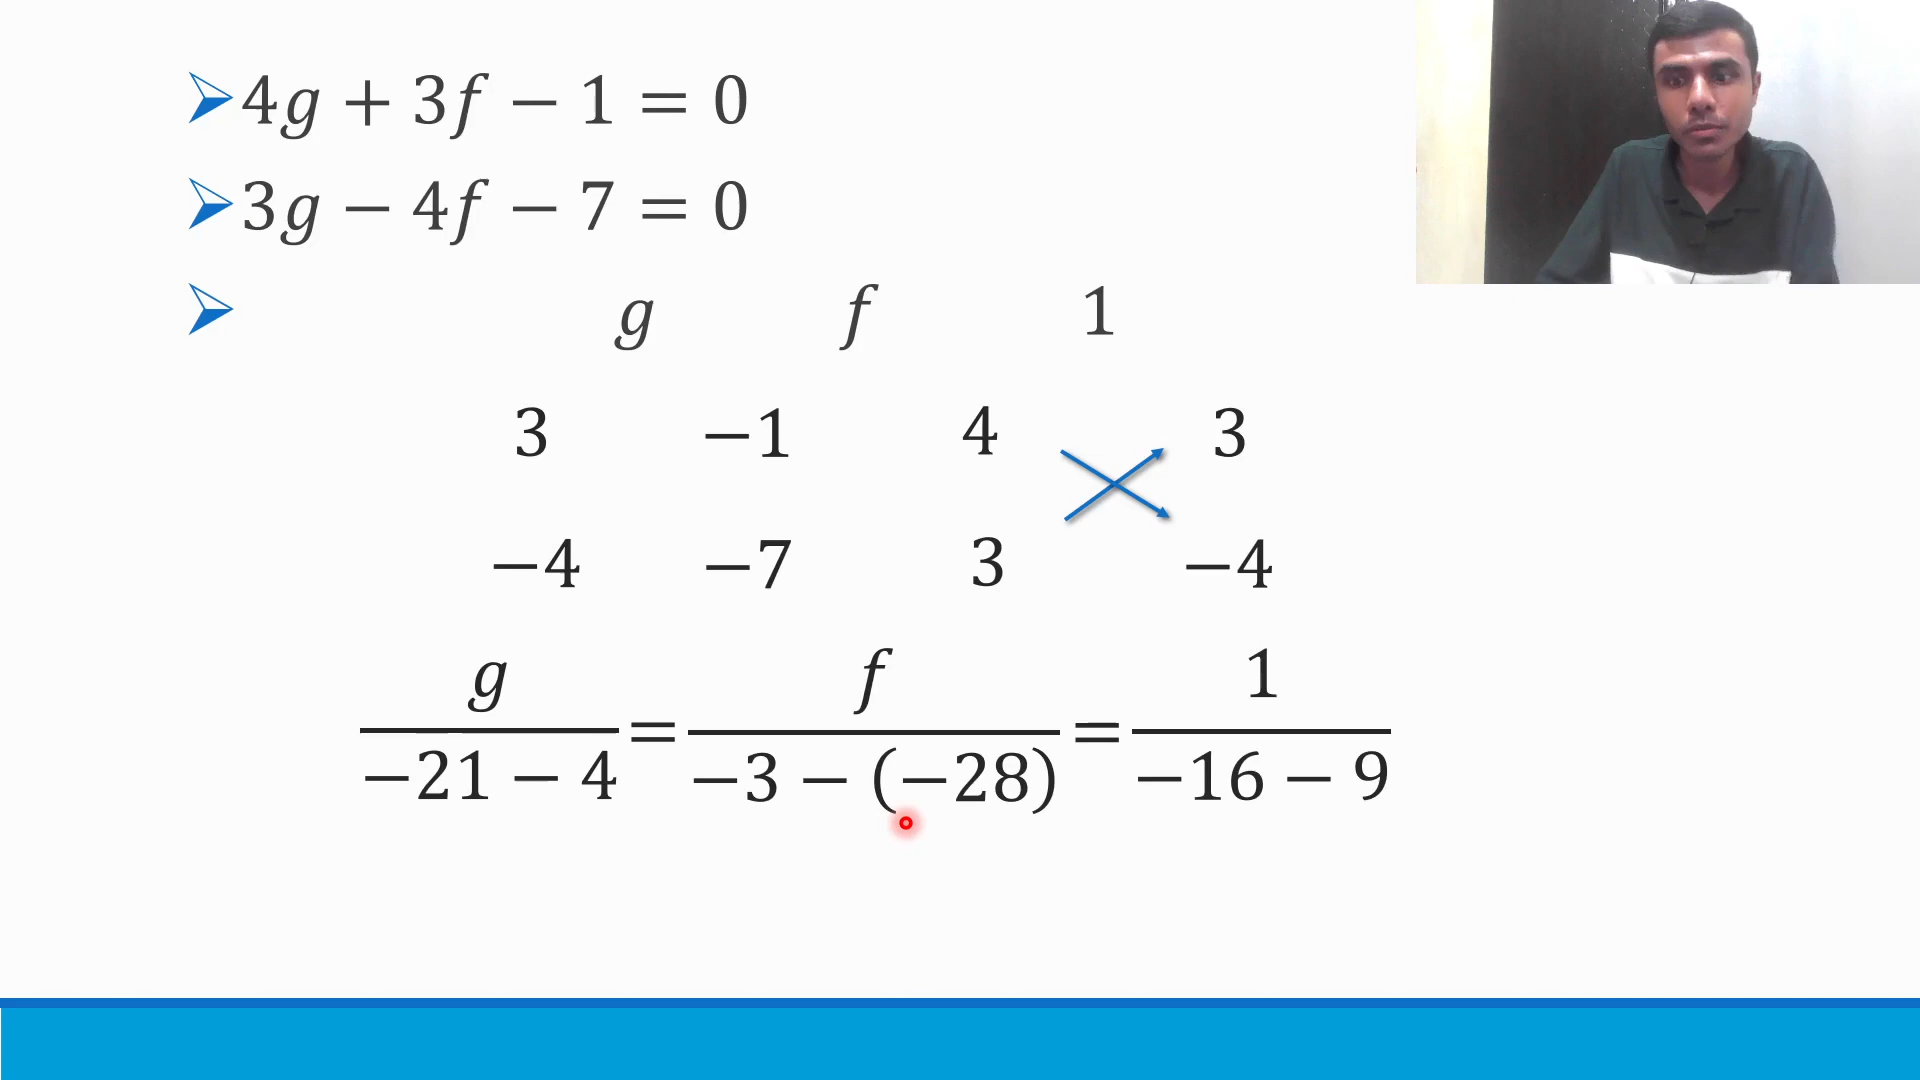 4g + 3f − 1 = 0
3g − 4f − 7 = 0
g f 1
3 −1 4 3
−4 −7 3 −4
g/(−21 − 4) = f/(−3 − (−28)) = 1/(−16 − 9)